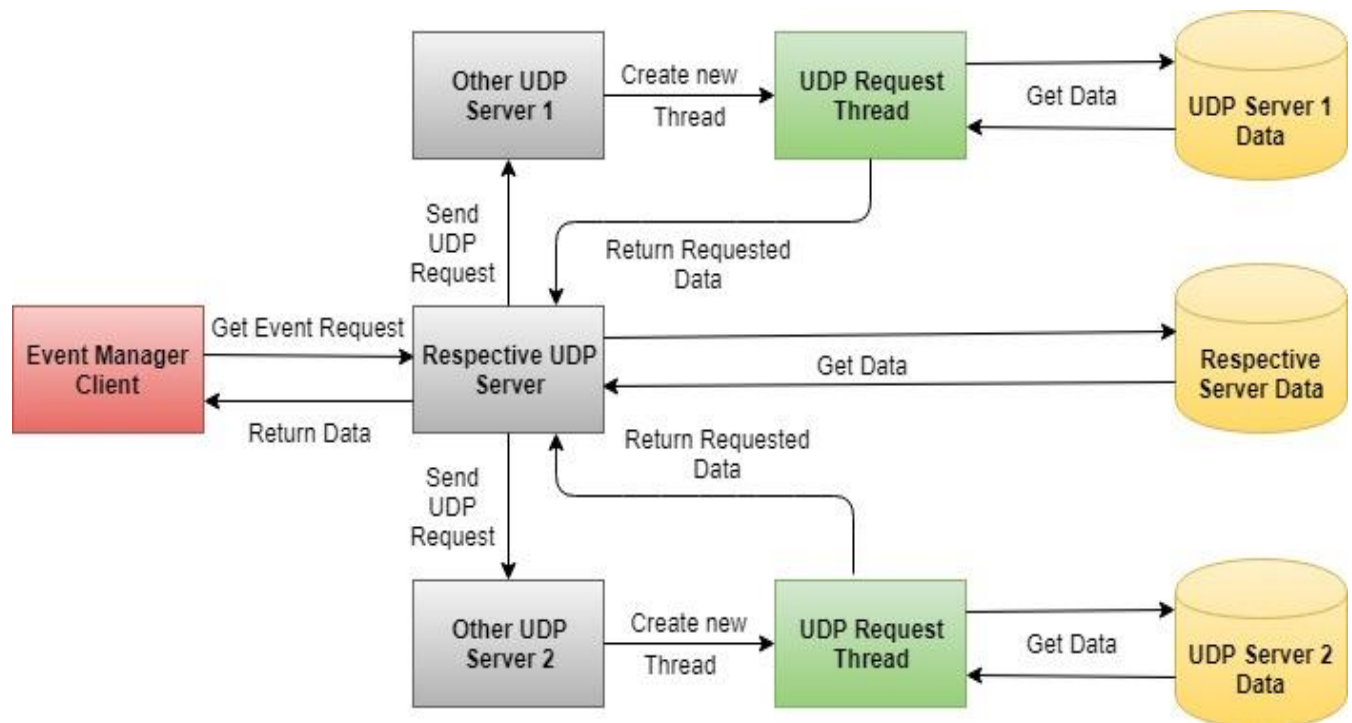 Other UDP
Server 1
Create new
Thread
UDP Request
Thread
Get Data
UDP Server 1
Data
Send
UDP
Request
Return Requested
Data
Event Manager
Client
Get Event Request
Return Data
Respective UDP
Server
Get Data
Respective
Server Data
Return Requested
Data
Send
UDP
Request
Other UDP
Server 2
Create new
Thread
UDP Request
Thread
Get Data
UDP Server 2
Data